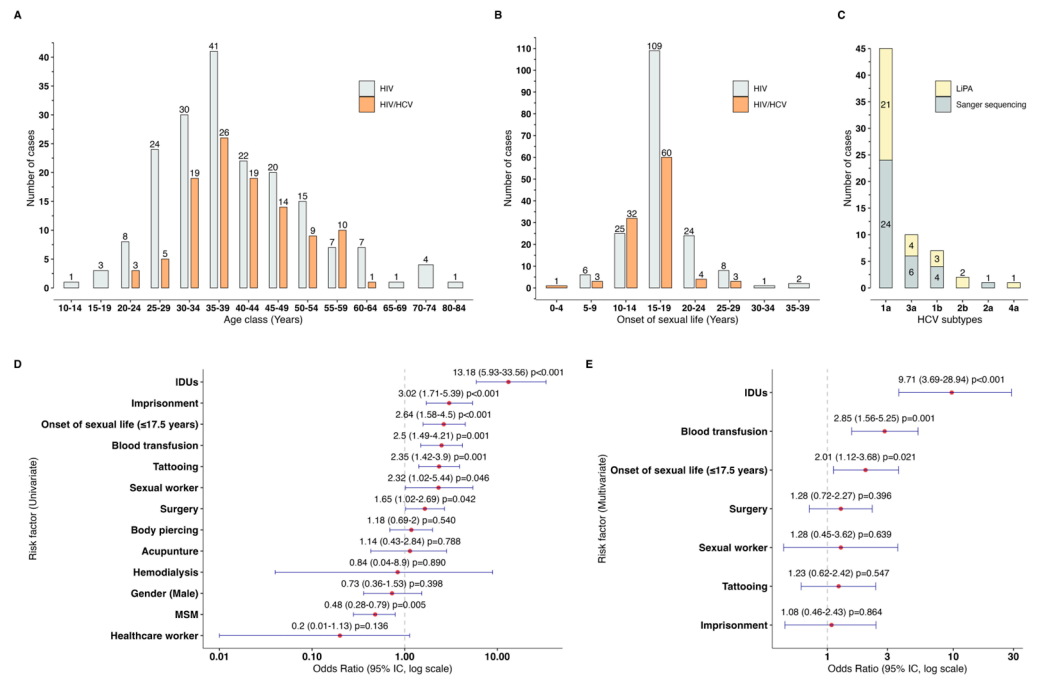 A
Number of cases
40
35
30
25
20
15
10
5
0
1
3
8
3
24
5
30
19
41
26
22
19
20
14
15
9
7
10
7
1
1
4
1
HIV
HIV/HCV
10-14 15-19 20-24 25-29 30-34 35-39 40-44 45-49 50-54 55-59 60-64 65-69 70-74 80-84
Age class (Years)
B
Number of cases
110
100
90
80
70
60
50
40
30
20
10
0
1
6
3
25
32
109
60
24
4
8
3
1
2
HIV
HIV/HCV
0-4 5-9 10-14 15-19 20-24 25-29 30-34 35-39
Onset of sexual life (Years)
C
Number of cases
45
40
35
30
25
20
15
10
5
0
21
24
4
6
3
4
2
1
1
LiPA
Sanger sequencing
1a 3a 1b 2b 2a 4a
HCV subtypes
D
Risk factor (Univariate)
IDUs
13.18 (5.93-33.56) p<0.001
Imprisonment
3.02 (1.71-5.39) p<0.001
Onset of sexual life (≤17.5 years)
2.64 (1.58-4.5) p<0.001
Blood transfusion
2.5 (1.49-4.21) p=0.001
Tattooing
2.35 (1.42-3.9) p=0.001
Sexual worker
2.32 (1.02-5.44) p=0.046
Surgery
1.65 (1.02-2.69) p=0.042
Body piercing
1.18 (0.69-2) p=0.540
Acupunture
1.14 (0.43-2.84) p=0.788
Hemodialysis
0.84 (0.04-8.9) p=0.890
Gender (Male)
0.73 (0.36-1.53) p=0.398
MSM
0.48 (0.28-0.79) p=0.005
Healthcare worker
0.2 (0.01-1.13) p=0.136
0.01 0.10 1.00 10.00
Odds Ratio (95% IC, log scale)
E
Risk factor (Multivariate)
IDUs
9.71 (3.69-28.94) p<0.001
Blood transfusion
2.85 (1.56-5.25) p=0.001
Onset of sexual life (≤17.5 years)
2.01 (1.12-3.68) p=0.021
Surgery
1.28 (0.72-2.27) p=0.396
Sexual worker
1.28 (0.45-3.62) p=0.639
Tattooing
1.23 (0.62-2.42) p=0.547
Imprisonment
1.08 (0.46-2.43) p=0.864
1 3 10 30
Odds Ratio (95% IC, log scale)